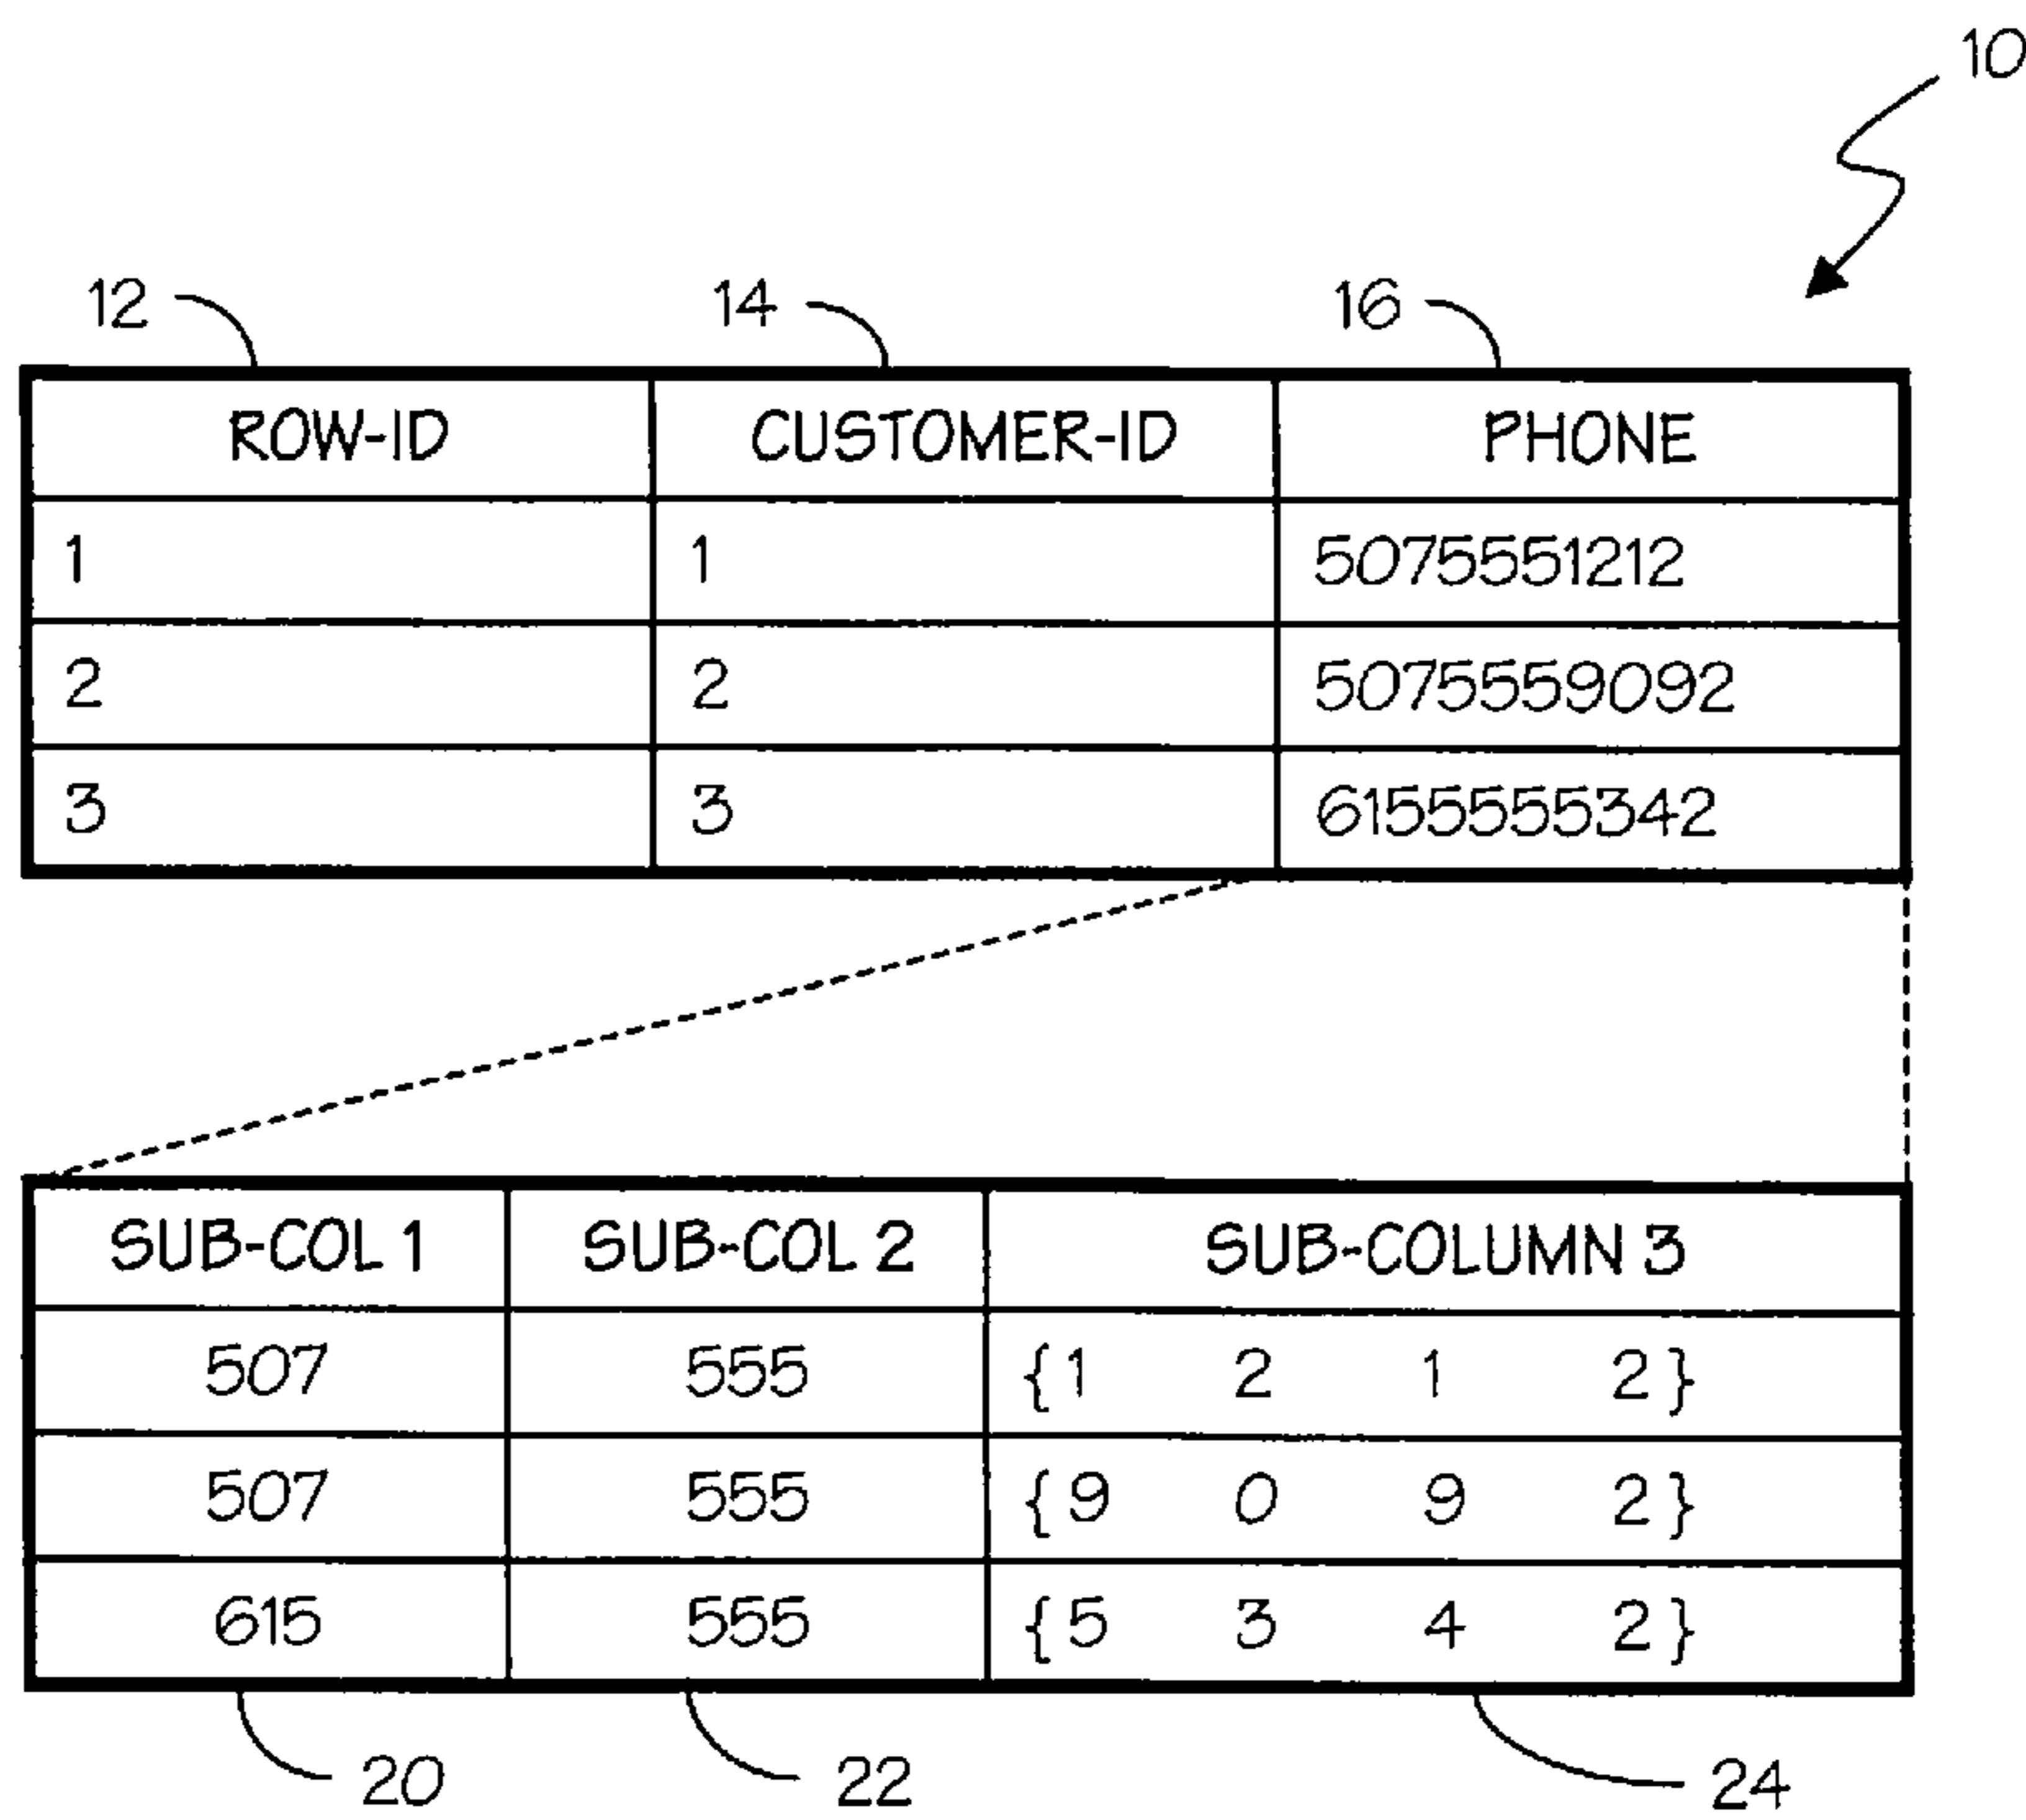 10
12 14 16
ROW-ID CUSTOMER-ID PHONE
1 1 5075551212
2 2 5075559092
3 3 6155555342
SUB-COL 1 SUB-COL 2 SUB-COLUMN 3
507 555 {1 2 1 2}
507 555 {9 0 9 2}
615 555 {5 3 4 2}
20 22 24